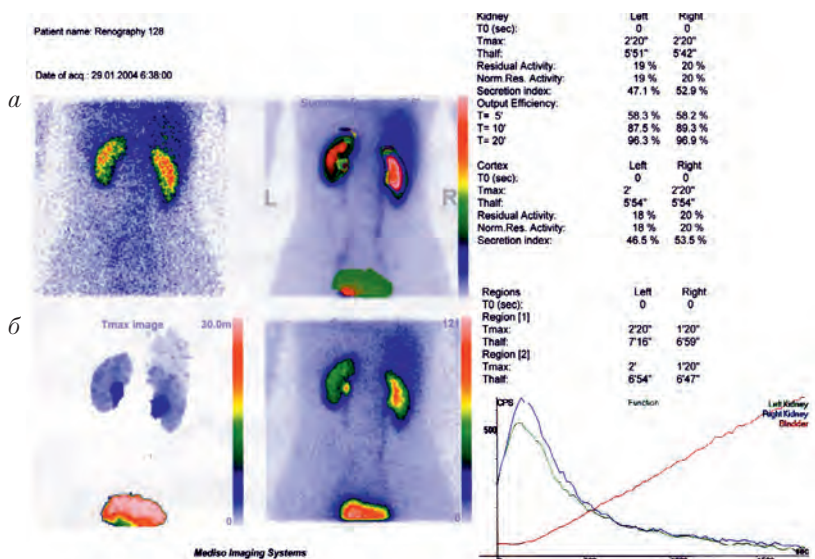 Patient name: Renography 128
Date of acq.: 29.01.2004 6:38:00
а
L
R
б
Tmax image
30.0m
0
121
0
Mediso Imaging Systems
Kidney Left Right
T0 (sec): 0 0
Tmax: 2'20" 2'20"
Thalf: 5'51" 5'42"
Residual Activity: 19 % 20 %
Norm.Res. Activity: 19 % 20 %
Secretion index: 47.1 % 52.9 %
Output Efficiency:
T= 5' 58.3 % 58.2 %
T= 10' 87.5 % 89.3 %
T= 20' 96.3 % 96.9 %
Cortex Left Right
T0 (sec): 0 0
Tmax: 2' 2'20"
Thalf: 5'54" 5'54"
Residual Activity: 18 % 20 %
Norm.Res. Activity: 18 % 20 %
Secretion index: 46.5 % 53.5 %
Regions Left Right
T0 (sec): 0 0
Region [1]
Tmax: 2'20" 1'20"
Thalf: 7'16" 6'59"
Region [2]
Tmax: 2' 1'20"
Thalf: 6'54" 6'47"
CPS Function Left Kidney
Right Kidney
Bladder
500
sec